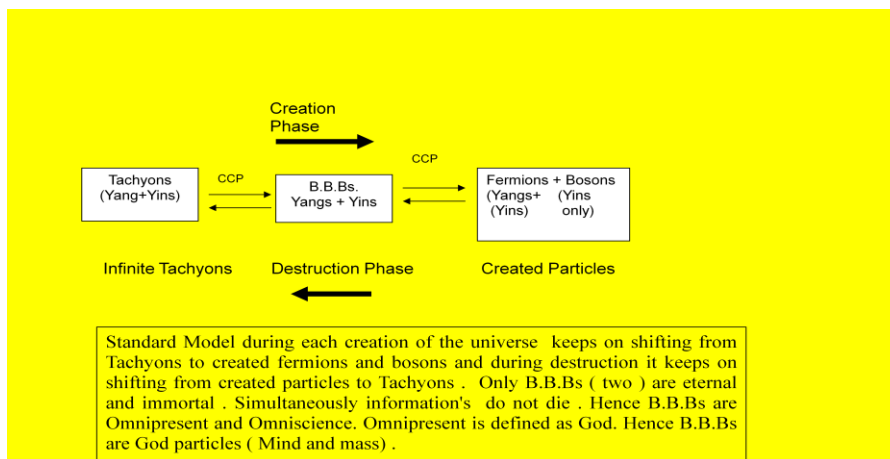 Creation
Phase
CCP
Tachyons
(Yang+Yins)
CCP
B.B.Bs.
Yangs + Yins
Fermions + Bosons
(Yangs+ (Yins
(Yins) only)
Infinite Tachyons
Destruction Phase
Created Particles
Standard Model during each creation of the universe keeps on shifting from
Tachyons to created fermions and bosons and during destruction it keeps on
shifting from created particles to Tachyons . Only B.B.Bs ( two ) are eternal
and immortal . Simultaneously information's do not die . Hence B.B.Bs are
Omnipresent and Omniscience. Omnipresent is defined as God. Hence B.B.Bs
are God particles ( Mind and mass) .